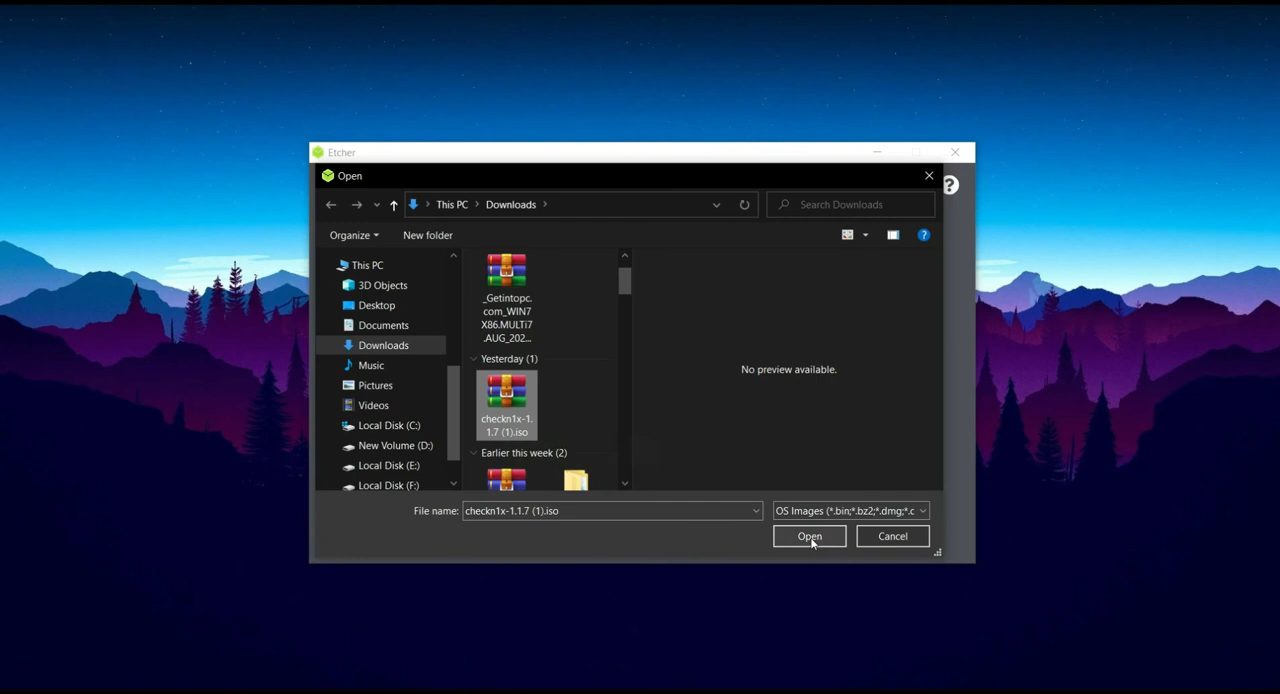 Etcher
Open
?
This PC
Downloads
Search Downloads
Organize
New folder
?
This PC
3D Objects
Desktop
Documents
Downloads
Music
Pictures
Videos
Local Disk (C:)
New Volume (D:)
Local Disk (E:)
Local Disk (F:)
_Getintopc.
com_WIN7
X86.MULTi7
.AUG_202...
Yesterday (1)
checkn1x-1.
1.7 (1).iso
Earlier this week (2)
No preview available.
File name:
checkn1x-1.1.7 (1).iso
OS Images (*.bin;*.bz2;*.dmg;*.c
Open
Cancel